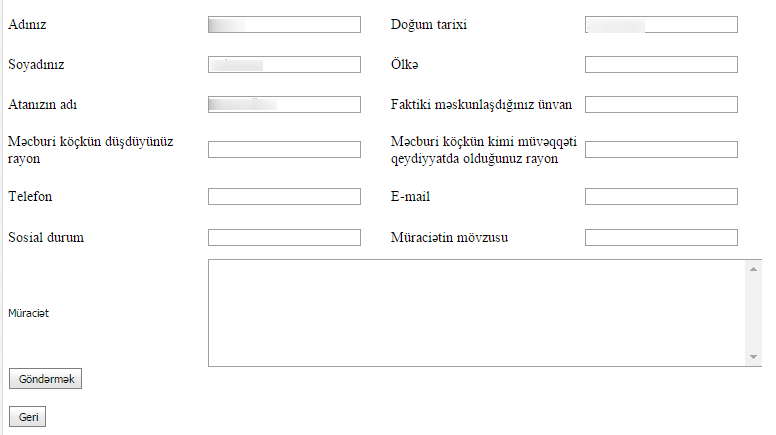 Adınız
Doğum tarixi
Soyadınız
Ölkə
Atanızın adı
Faktiki məskunlaşdığınız ünvan
Məcburi köçkün düşdüyünüz
rayon
Məcburi köçkün kimi müvəqqəti
qeydiyyatda olduğunuz rayon
Telefon
E-mail
Sosial durum
Müraciətin mövzusu
Müraciət
Göndərmək
Geri